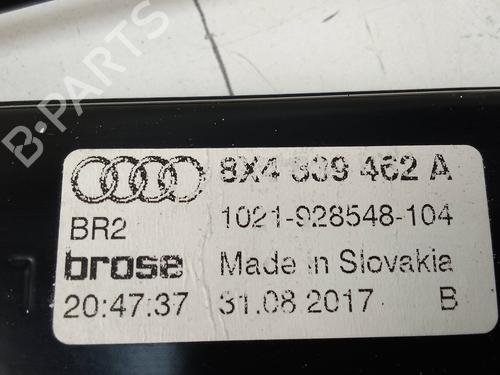 B-PARTS
8X4 839 462 A
BR2
1021-928548-104
brose
Made in Slovakia
20:47:37
31.08 2017
B